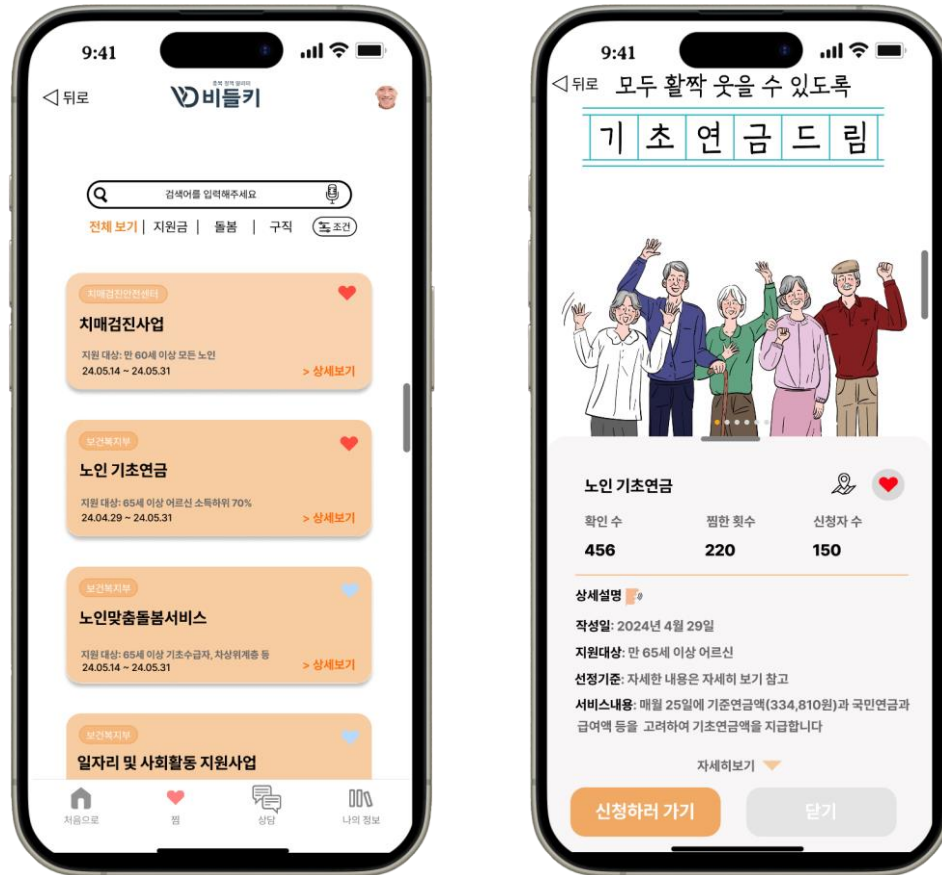 9:41
뒤로
비들키
검색어를 입력해주세요
전체 보기 | 지원금 | 돌봄 | 구직 조건
치매검진안전센터
치매검진사업
지원 대상: 만 60세 이상 모든 노인
24.05.14 ~ 24.05.31
> 상세보기
보건복지부
노인 기초연금
지원 대상: 65세 이상 어르신 소득하위 70%
24.04.29 ~ 24.05.31
> 상세보기
보건복지부
노인맞춤돌봄서비스
지원 대상: 65세 이상 기초수급자, 차상위계층 등
24.05.14 ~ 24.05.31
> 상세보기
보건복지부
일자리 및 사회활동 지원사업
처음으로 찜 상담 나의 정보
9:41
뒤로
모두 활짝 웃을 수 있도록
기초연금드림
노인 기초연금
확인 수 찜한 횟수 신청자 수
456 220 150
상세설명
작성일: 2024년 4월 29일
지원대상: 만 65세 이상 어르신
선정기준: 자세한 내용은 자세히 보기 참고
서비스내용: 매월 25일에 기준연금액(334,810원)과 국민연금과
급여액 등을 고려하여 기초연금액을 지급합니다
자세히보기
신청하러 가기 닫기